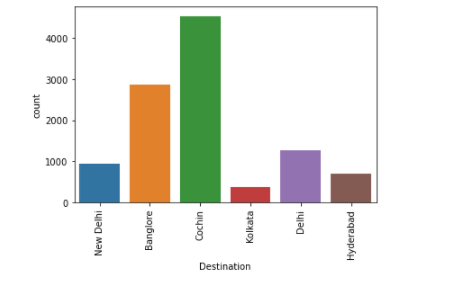 4000
3000
2000
1000
0
count
New Delhi
Banglore
Cochin
Kolkata
Delhi
Hyderabad
Destination